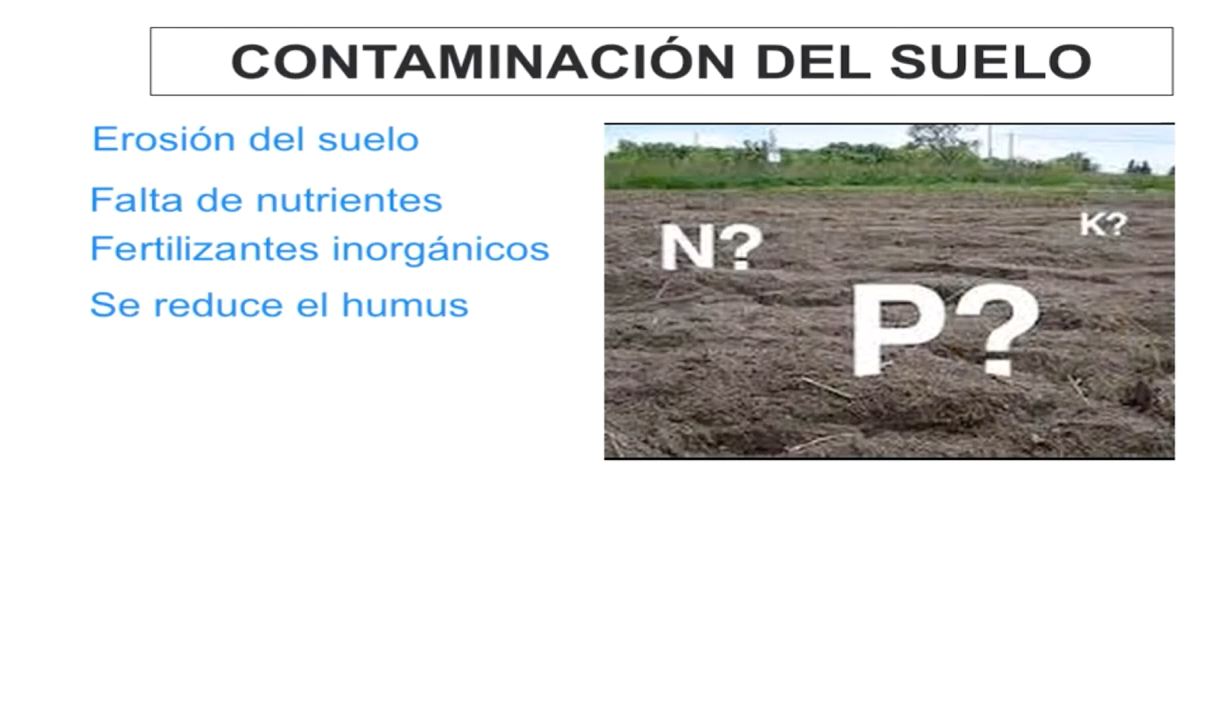 CONTAMINACIÓN DEL SUELO
Erosión del suelo
Falta de nutrientes
Fertilizantes inorgánicos
Se reduce el humus
N?
K?
P?